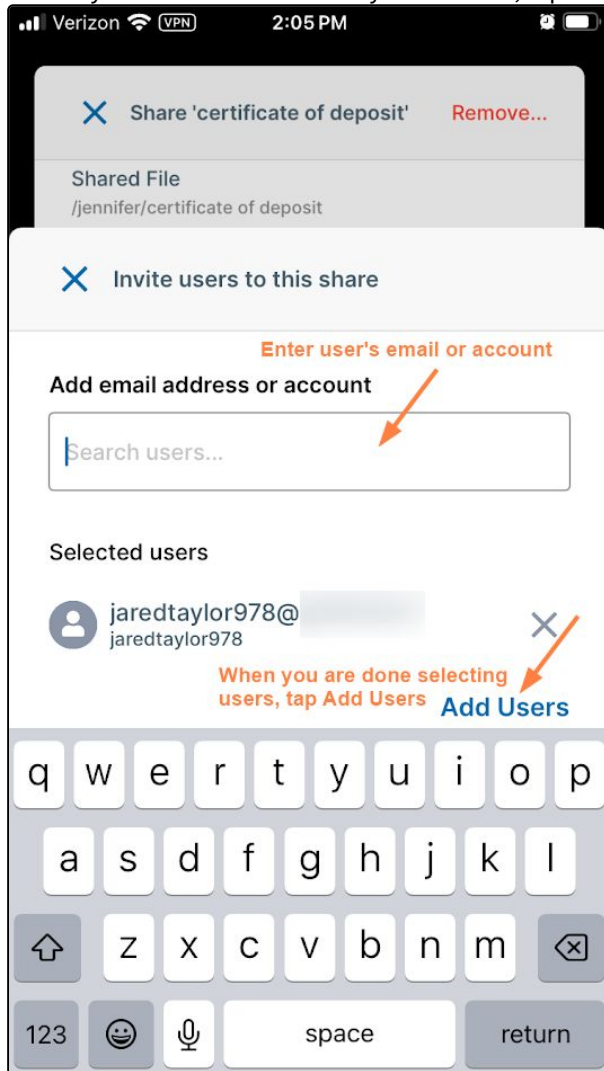 Verizon VPN 2:05 PM
Share 'certificate of deposit' Remove...
Shared File
/jennifer/certificate of deposit
Invite users to this share
Enter user's email or account
Add email address or account
Search users...
Selected users
jaredtaylor978@
jaredtaylor978
When you are done selecting
users, tap Add Users
Add Users
q w e r t y u i o p
a s d f g h j k l
z x c v b n m
123 space return